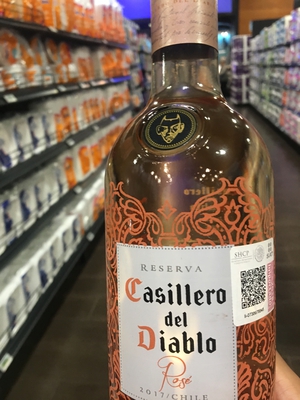 RESERVA
Casillero
del
Diablo
Rosé
2017/CHILE
SHCP